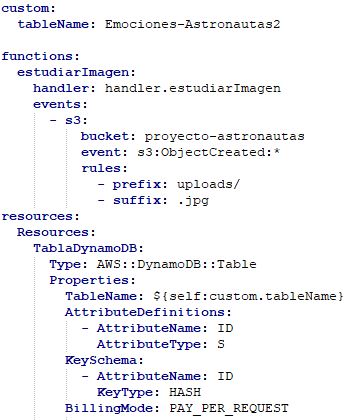 custom:
  tableName: Emociones-Astronautas2

functions:
  estudiarImagen:
    handler: handler.estudiarImagen
    events:
      - s3:
          bucket: proyecto-astronautas
          event: s3:ObjectCreated:*
          rules:
            - prefix: uploads/
            - suffix: .jpg
resources:
  Resources:
    TablaDynamoDB:
      Type: AWS::DynamoDB::Table
      Properties:
        TableName: ${self:custom.tableName}
        AttributeDefinitions:
          - AttributeName: ID
            AttributeType: S
        KeySchema:
          - AttributeName: ID
            KeyType: HASH
        BillingMode: PAY_PER_REQUEST